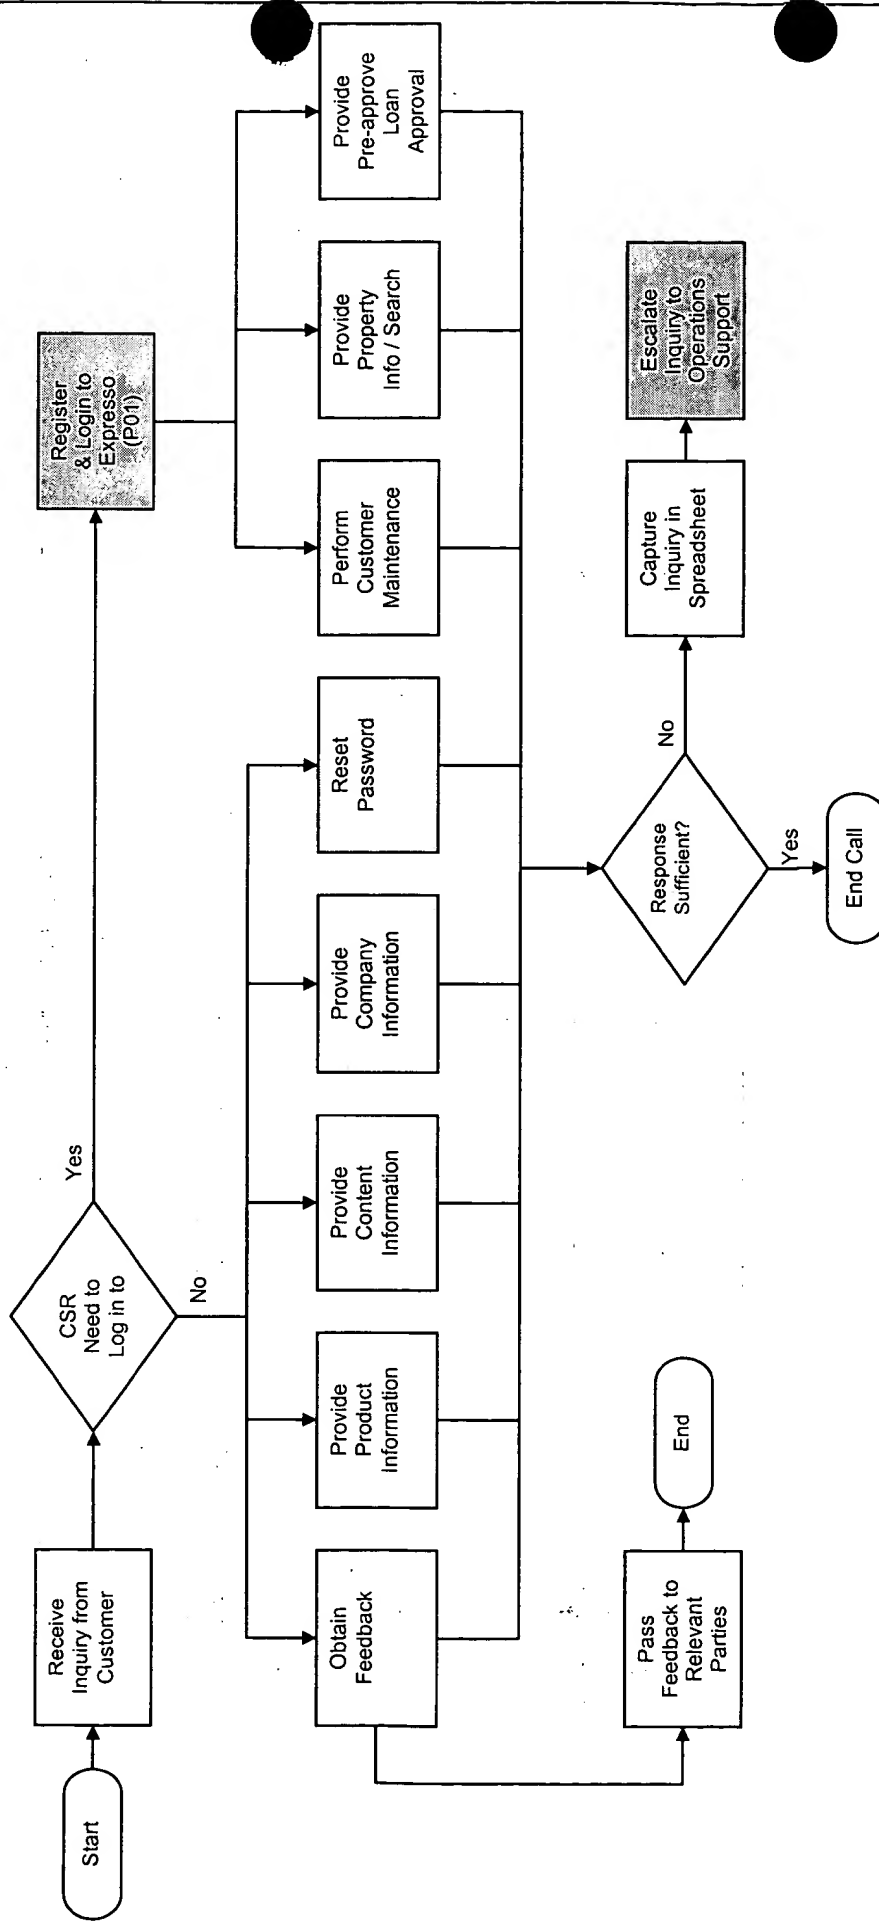 Start
Receive
Inquiry from
Customer
CSR
Need to
Log in to
Yes
No
Register
& Login to
Expresso
(P01)
Obtain
Feedback
Provide
Product
Information
Provide
Content
Information
Provide
Company
Information
Reset
Password
Perform
Customer
Maintenance
Provide
Property
Info / Search
Provide
Pre-approve
Loan
Approval
Pass
Feedback to
Relevant
Parties
End
Response
Sufficient?
No
Yes
Capture
Inquiry in
Spreadsheet
Escalate
Inquiry to
Operations
Support
End Call